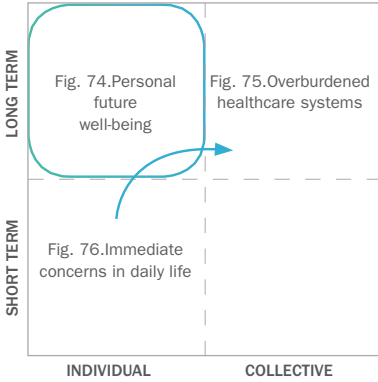 LONG TERM
Fig. 74.Personal
future
well-being
Fig. 75.Overburdened
healthcare systems
SHORT TERM
Fig. 76.Immediate
concerns in daily life
INDIVIDUAL
COLLECTIVE